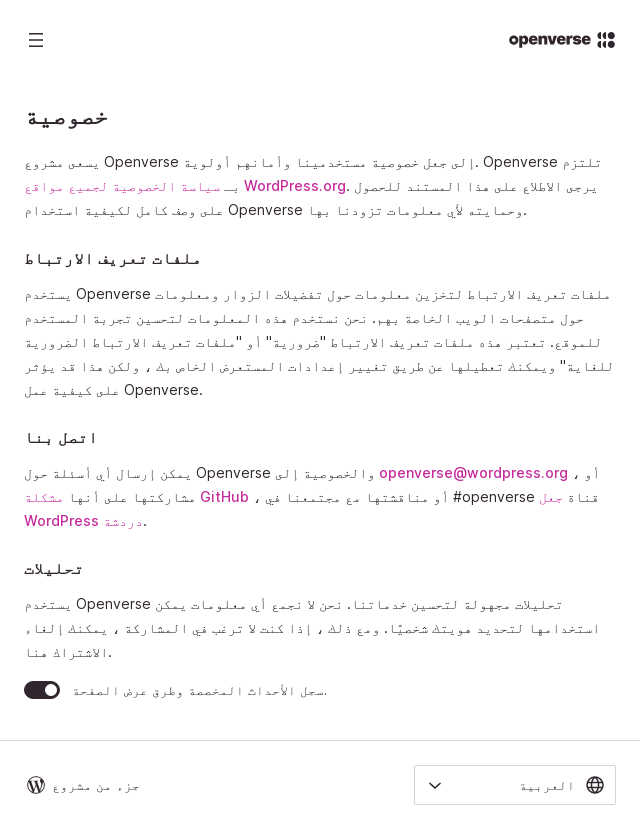 openverse
خصوصية
يسعى مشروع Openverse إلى جعل خصوصية مستخدمينا وأمانهم أولوية. Openverse تلتزم
بـ سياسة الخصوصية لجميع مواقع WordPress.org. يرجى الاطلاع على هذا المستند للحصول
على وصف كامل لكيفية استخدام Openverse وحمايته لأي معلومات تزودنا بها.
ملفات تعريف الارتباط
يستخدم Openverse ملفات تعريف الارتباط لتخزين معلومات حول تفضيلات الزوار ومعلومات
حول متصفحات الويب الخاصة بهم. نحن نستخدم هذه المعلومات لتحسين تجربة المستخدم
للموقع. تعتبر هذه ملفات تعريف الارتباط "ضرورية" أو "ملفات تعريف الارتباط الضرورية
للغاية" ويمكنك تعطيلها عن طريق تغيير إعدادات المستعرض الخاص بك ، ولكن هذا قد يؤثر
على كيفية عمل Openverse.
اتصل بنا
يمكن إرسال أي أسئلة حول Openverse والخصوصية إلى openverse@wordpress.org ، أو
مشاركتها على أنها مشكلة GitHub ، أو مناقشتها مع مجتمعنا في #openverse قناة جعل
WordPress دردشة.
تحليلات
يستخدم Openverse تحليلات مجهولة لتحسين خدماتنا. نحن لا نجمع أي معلومات يمكن
استخدامها لتحديد هويتك شخصيًا. ومع ذلك ، إذا كنت لا ترغب في المشاركة ، يمكنك إلغاء
الاشتراك هنا.
سجل الأحداث المخصصة وطرق عرض الصفحة.
العربية
جزء من مشروع